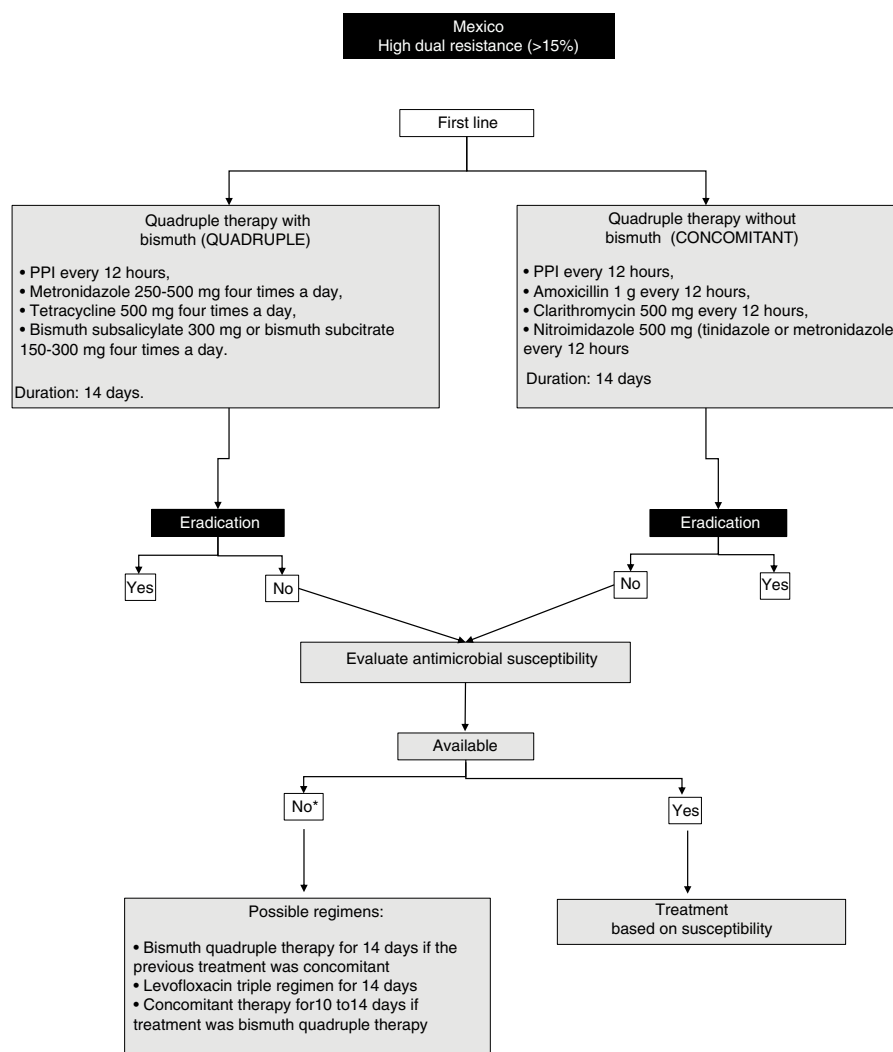 Mexico
High dual resistance (>15%)
First line
Quadruple therapy with
bismuth (QUADRUPLE)
• PPI every 12 hours,
• Metronidazole 250-500 mg four times a day,
• Tetracycline 500 mg four times a day,
• Bismuth subsalicylate 300 mg or bismuth subcitrate
150-300 mg four times a day.
Duration: 14 days.
Quadruple therapy without
bismuth (CONCOMITANT)
• PPI every 12 hours,
• Amoxicillin 1 g every 12 hours,
• Clarithromycin 500 mg every 12 hours,
• Nitroimidazole 500 mg (tinidazole or metronidazole
every 12 hours
Duration: 14 days
Eradication
Yes
No
Eradication
No
Yes
Evaluate antimicrobial susceptibility
Available
No*
Yes
Possible regimens:
• Bismuth quadruple therapy for 14 days if the
previous treatment was concomitant
• Levofloxacin triple regimen for 14 days
• Concomitant therapy for10 to14 days if
treatment was bismuth quadruple therapy
Treatment
based on susceptibility